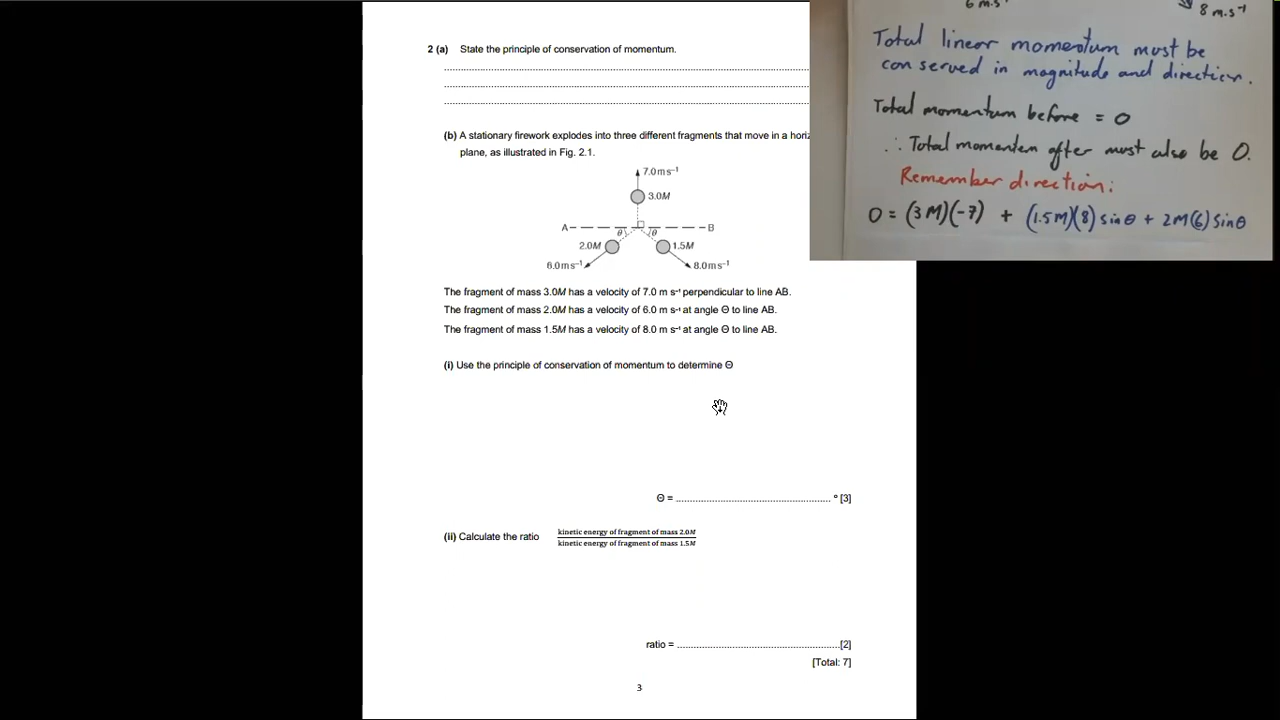 2 (a) State the principle of conservation of momentum.
(b) A stationary firework explodes into three different fragments that move in a horiz
plane, as illustrated in Fig. 2.1.
7.0ms⁻¹
3.0M
A
B
θ
θ
2.0M
1.5M
6.0ms⁻¹
8.0ms⁻¹
The fragment of mass 3.0M has a velocity of 7.0 m s⁻¹ perpendicular to line AB.
The fragment of mass 2.0M has a velocity of 6.0 m s⁻¹ at angle Θ to line AB.
The fragment of mass 1.5M has a velocity of 8.0 m s⁻¹ at angle Θ to line AB.
(i) Use the principle of conservation of momentum to determine Θ
Θ = .................................................... ° [3]
(ii) Calculate the ratio
kinetic energy of fragment of mass 2.0M
kinetic energy of fragment of mass 1.5M
ratio = .......................................................[2]
[Total: 7]
3
8 m.s⁻¹
Total linear momentum must be
conserved in magnitude and direction.
Total momentum before = 0
∴ Total momentum after must also be 0.
Remember direction:
0 = (3M)(-7) + (1.5M)(8) sinθ + 2M(6) Sinθ